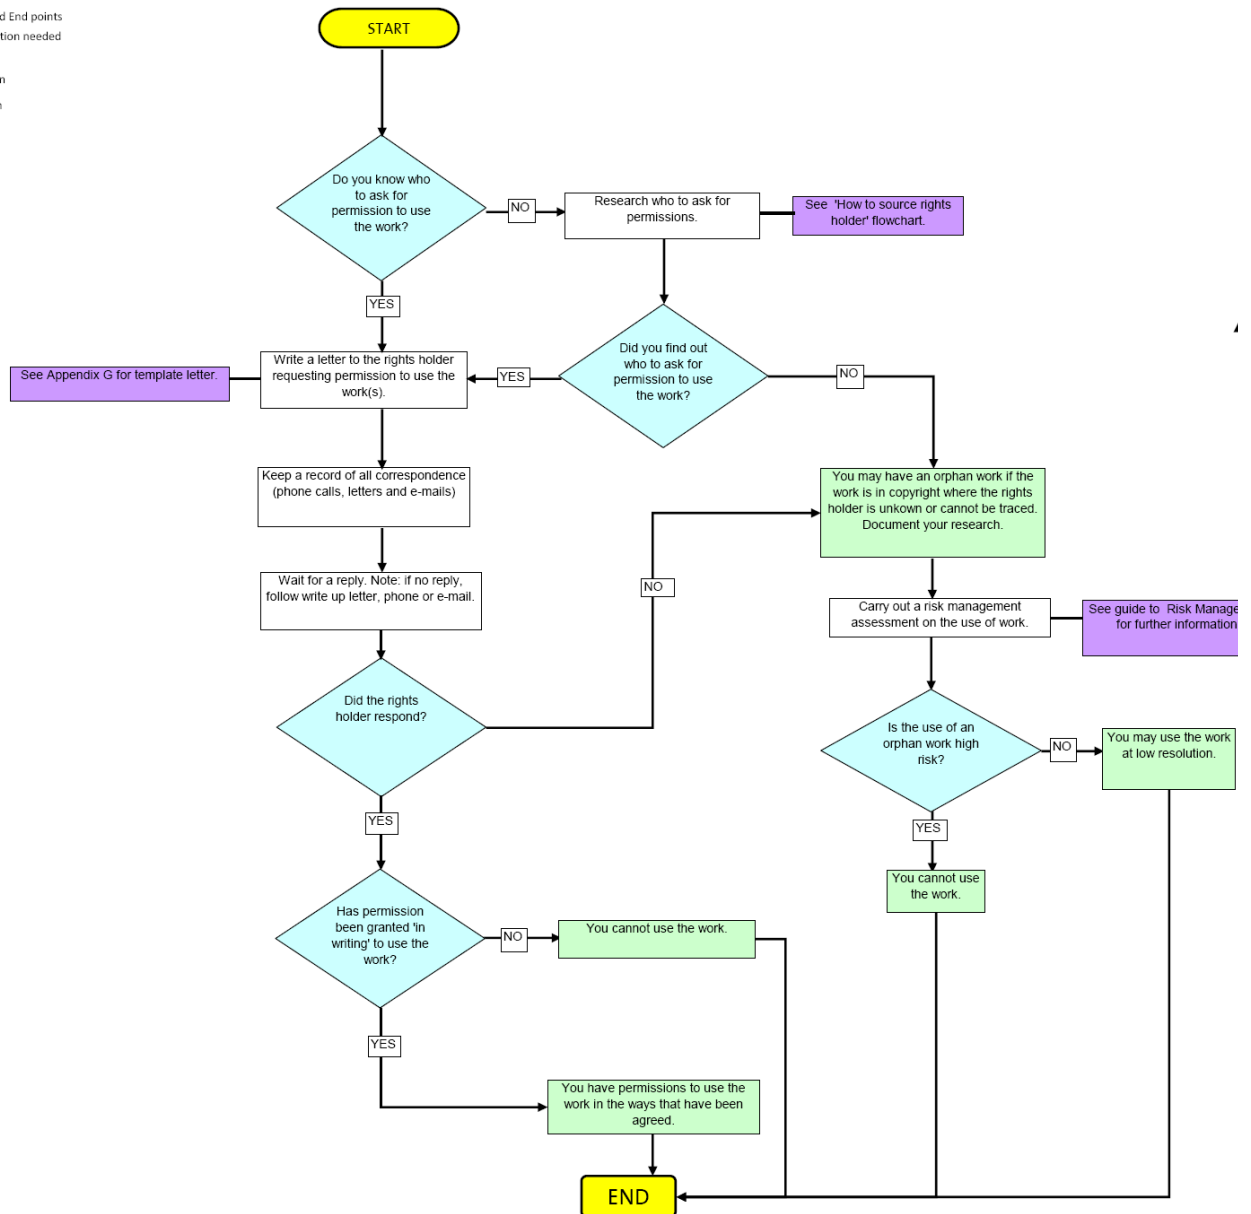 d End points
tion needed
n
n
START
Do you know who
to ask for
permission to use
the work?
NO
Research who to ask for
permissions.
See 'How to source rights
holder' flowchart.
YES
See Appendix G for template letter.
Write a letter to the rights holder
requesting permission to use the
work(s).
YES
Did you find out
who to ask for
permission to use
the work?
NO
Keep a record of all correspondence
(phone calls, letters and e-mails)
You may have an orphan work if the
work is in copyright where the rights
holder is unkown or cannot be traced.
Document your research.
Wait for a reply. Note: if no reply,
follow write up letter, phone or e-mail.
NO
Carry out a risk management
assessment on the use of work.
See guide to Risk Manage
for further information
Did the rights
holder respond?
Is the use of an
orphan work high
risk?
NO
You may use the work
at low resolution.
YES
YES
You cannot use
the work.
Has permission
been granted 'in
writing' to use the
work?
NO
You cannot use the work.
YES
You have permissions to use the
work in the ways that have been
agreed.
END